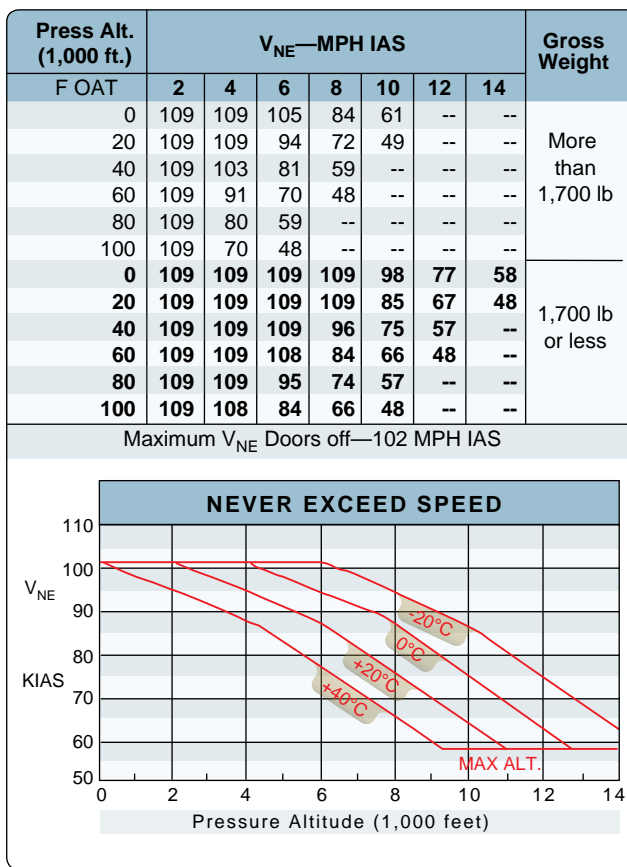 Press Alt. (1,000 ft.) VNE—MPH IAS Gross Weight
F OAT 2 4 6 8 10 12 14
0 109 109 105 84 61 -- --
20 109 109 94 72 49 -- --
40 109 103 81 59 -- -- --
60 109 91 70 48 -- -- --
80 109 80 59 -- -- -- --
100 109 70 48 -- -- -- --
More than 1,700 lb
0 109 109 109 109 98 77 58
20 109 109 109 109 85 67 48
40 109 109 109 96 75 57 --
60 109 109 108 84 66 48 --
80 109 109 95 74 57 -- --
100 109 108 84 66 48 -- --
1,700 lb or less
Maximum VNE Doors off—102 MPH IAS
NEVER EXCEED SPEED
VNE
KIAS
110
100
90
80
70
60
50
-20°C
0°C
+20°C
+40°C
MAX ALT.
0 2 4 6 8 10 12 14
Pressure Altitude (1,000 feet)